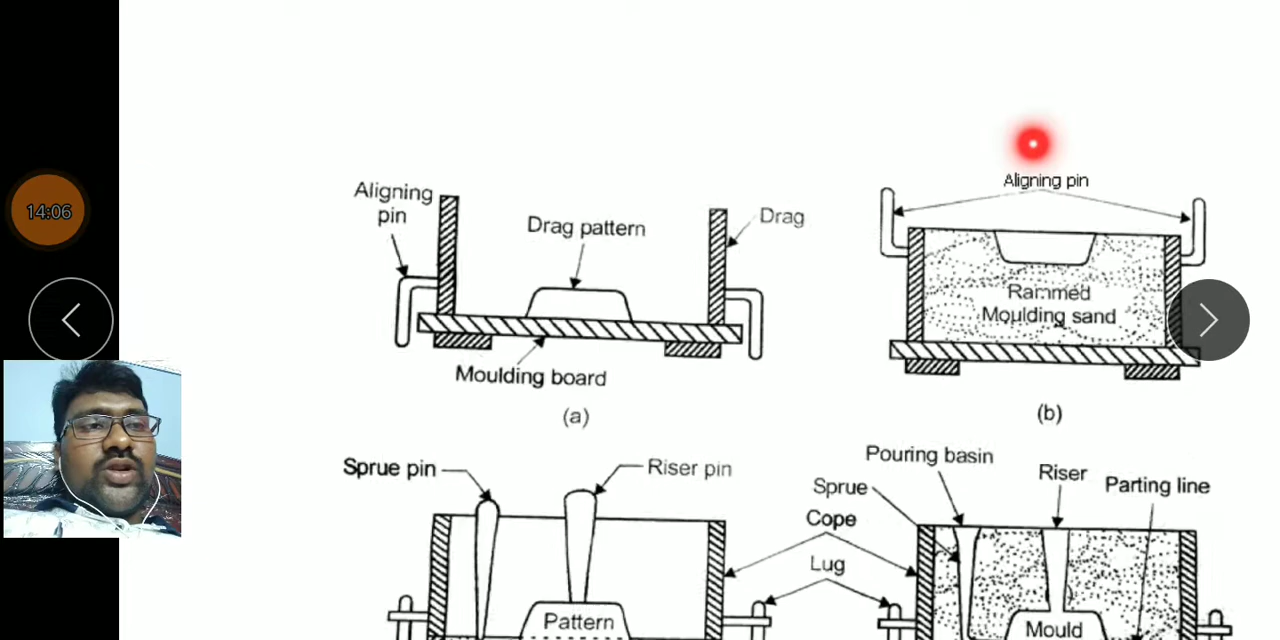 14:06
Aligning
pin
Drag pattern
Drag
Moulding board
(a)
Aligning pin
Rammed
Moulding sand
(b)
Sprue pin
Riser pin
Cope
Lug
Pattern
Pouring basin
Sprue
Riser
Parting line
Mould